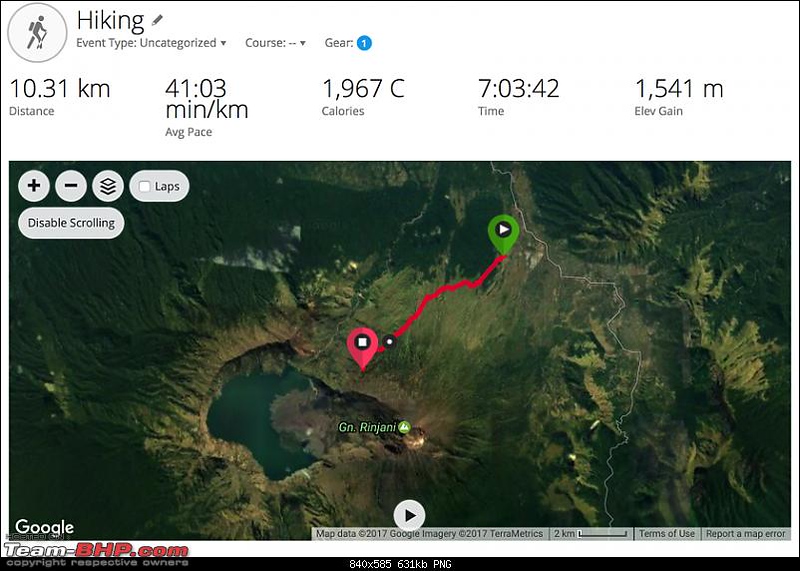 Hiking
Event Type: Uncategorized Course: -- Gear: 1
10.31 km
Distance
41:03
min/km
Avg Pace
1,967 C
Calories
7:03:42
Time
1,541 m
Elev Gain
+ − Laps
Disable Scrolling
Gn. Rinjani
Google
Map data ©2017 Google Imagery ©2017 TerraMetrics 2 km Terms of Use Report a map error
HOSTED ON
Team-BHP.com
copyright respective owners
840x585 631kb PNG